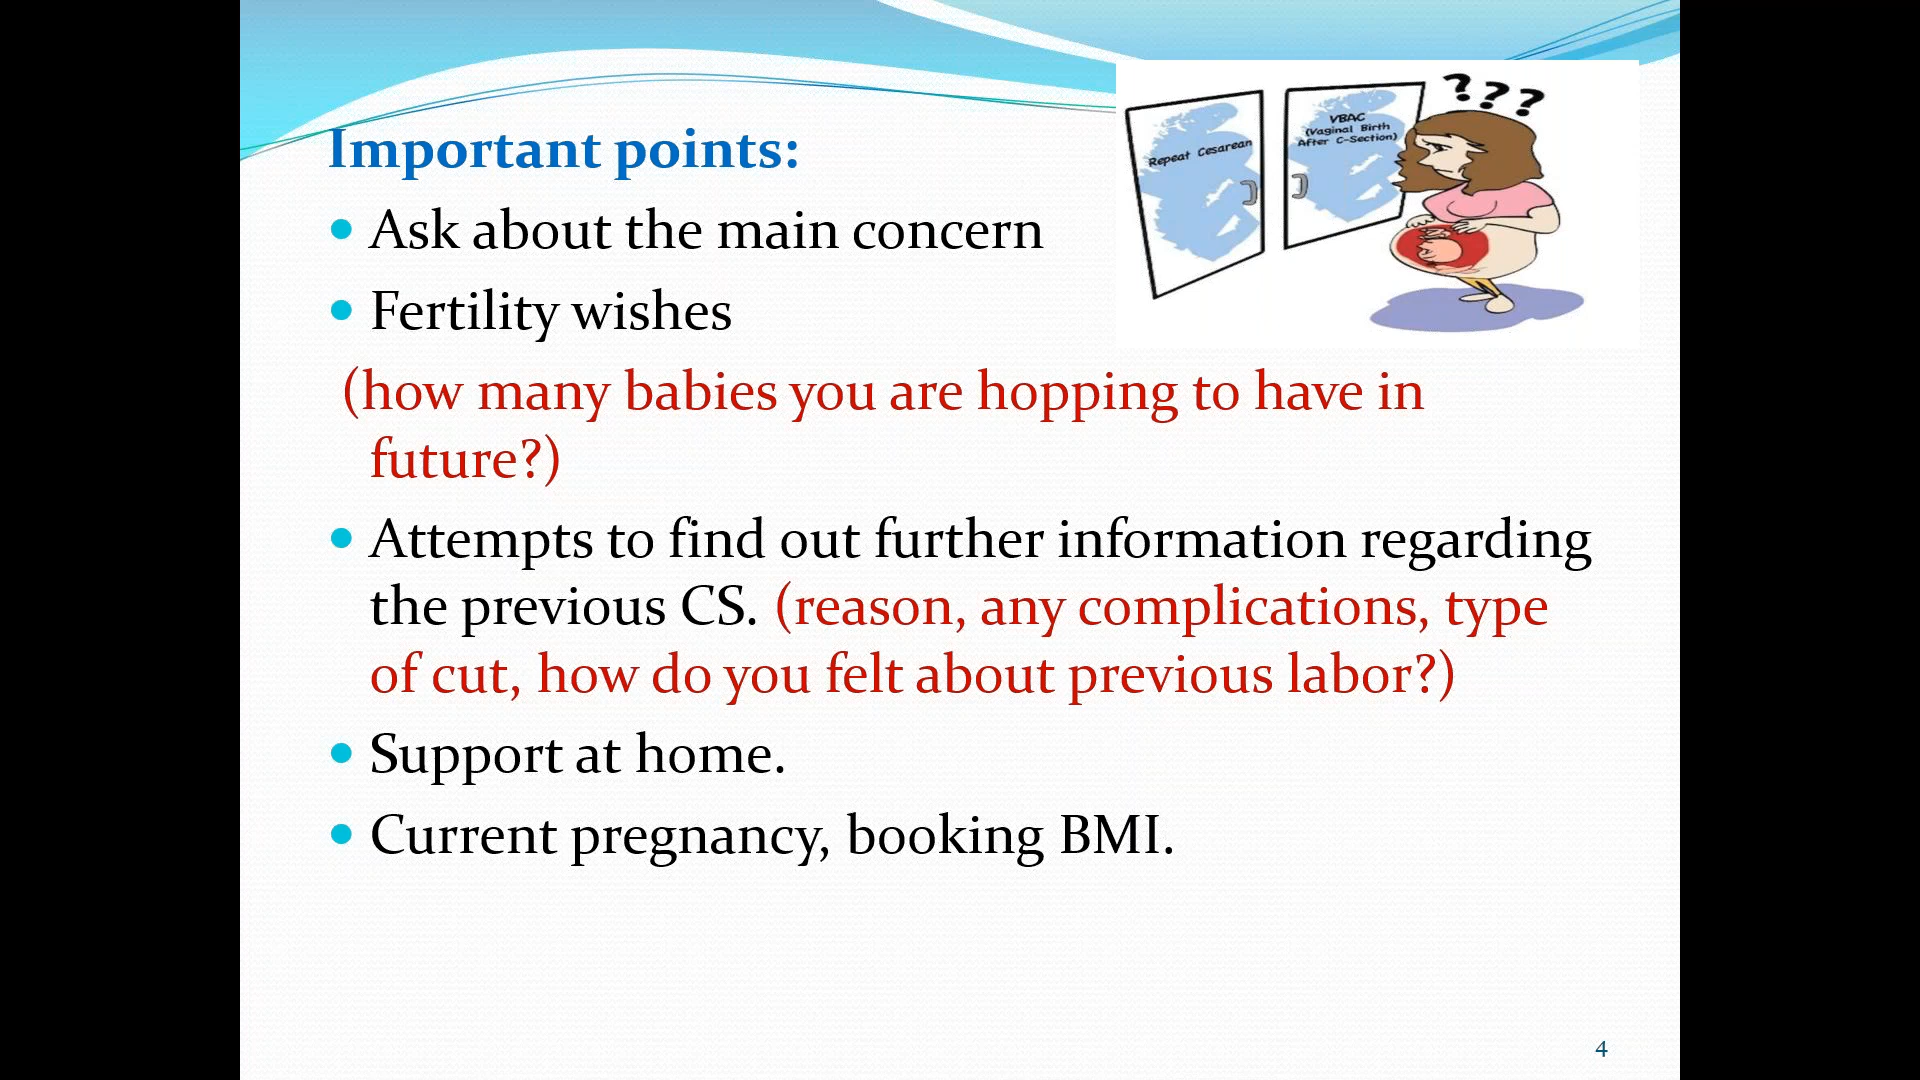 Important points:
• Ask about the main concern
• Fertility wishes
(how many babies you are hopping to have in
future?)
• Attempts to find out further information regarding
the previous CS. (reason, any complications, type
of cut, how do you felt about previous labor?)
• Support at home.
• Current pregnancy, booking BMI.
Repeat Cesarean
VBAC
(Vaginal Birth
After C-Section)
???
4